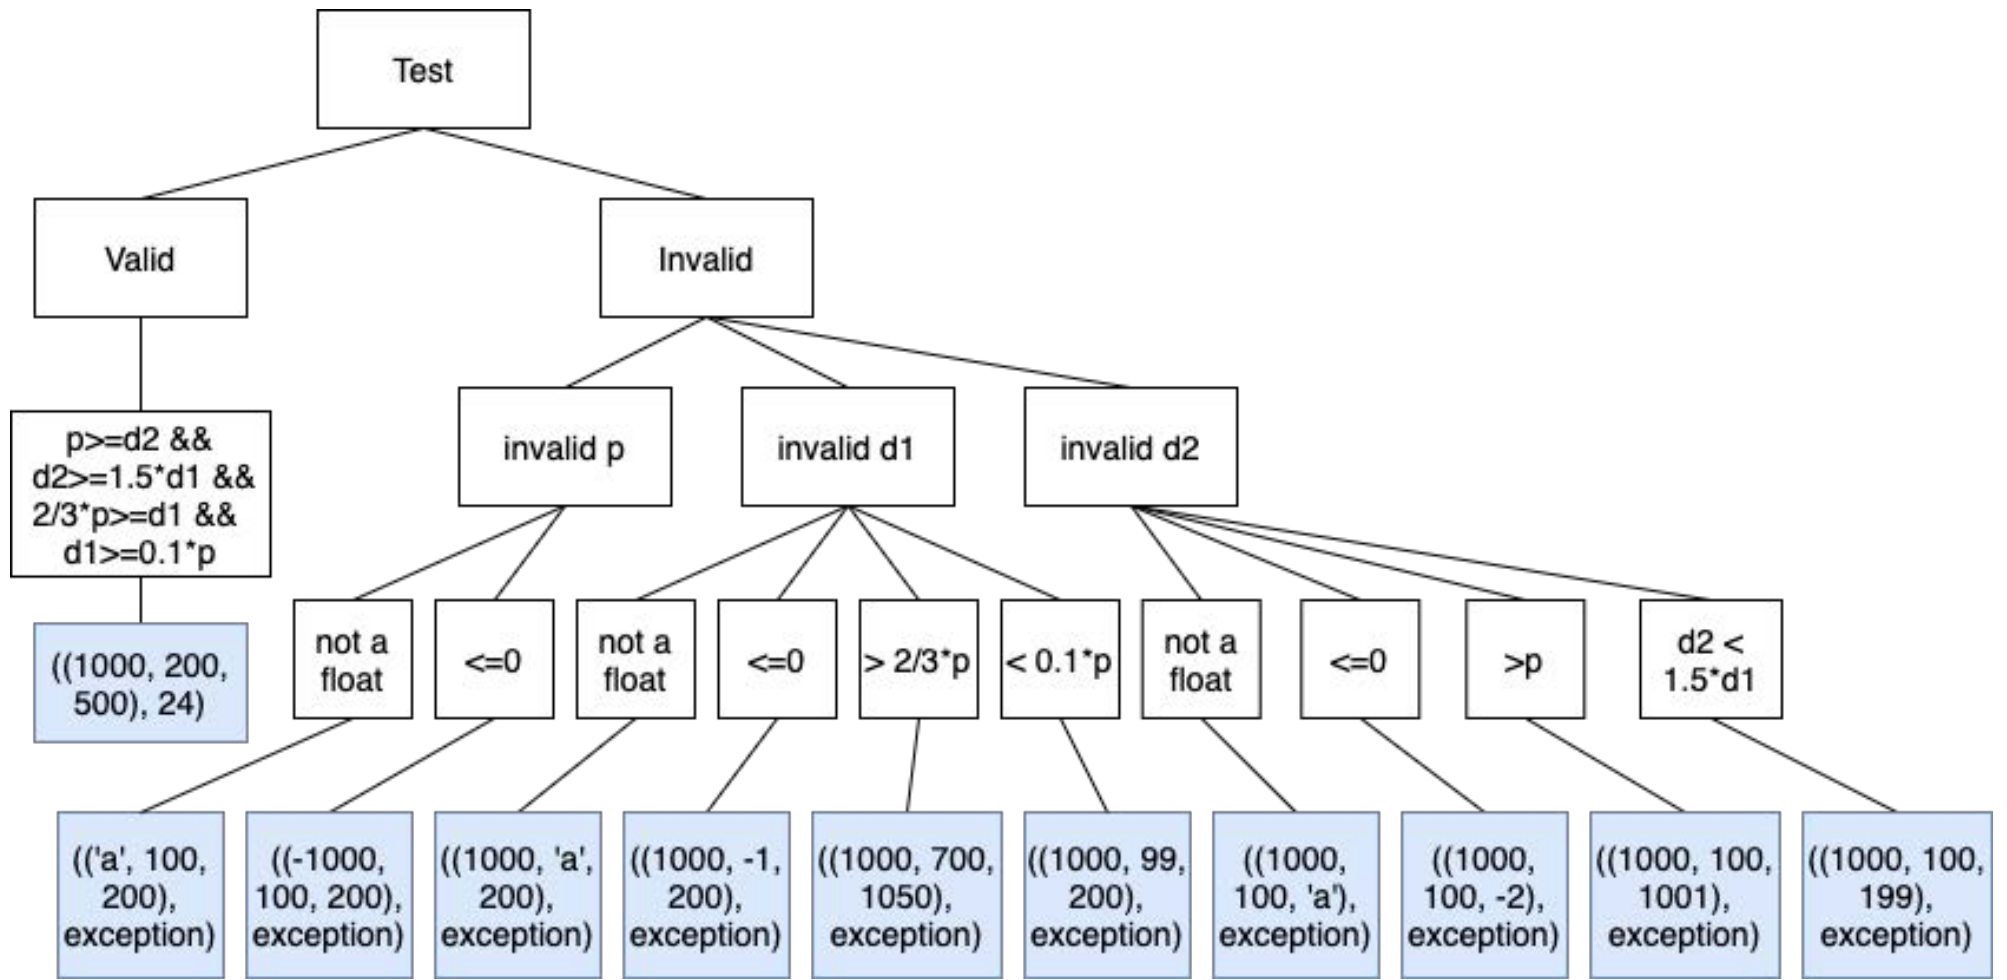 Test
Valid
Invalid
p>=d2 &&
d2>=1.5*d1 &&
2/3*p>=d1 &&
d1>=0.1*p
invalid p
invalid d1
invalid d2
((1000, 200,
500), 24)
not a
float
<=0
not a
float
<=0
> 2/3*p
< 0.1*p
not a
float
<=0
>p
d2 <
1.5*d1
(('a', 100,
200),
exception)
((-1000,
100, 200),
exception)
((1000, 'a',
200),
exception)
((1000, -1,
200),
exception)
((1000, 700,
1050),
exception)
((1000, 99,
200),
exception)
((1000,
100, 'a'),
exception)
((1000,
100, -2),
exception)
((1000, 100,
1001),
exception)
((1000, 100,
199),
exception)